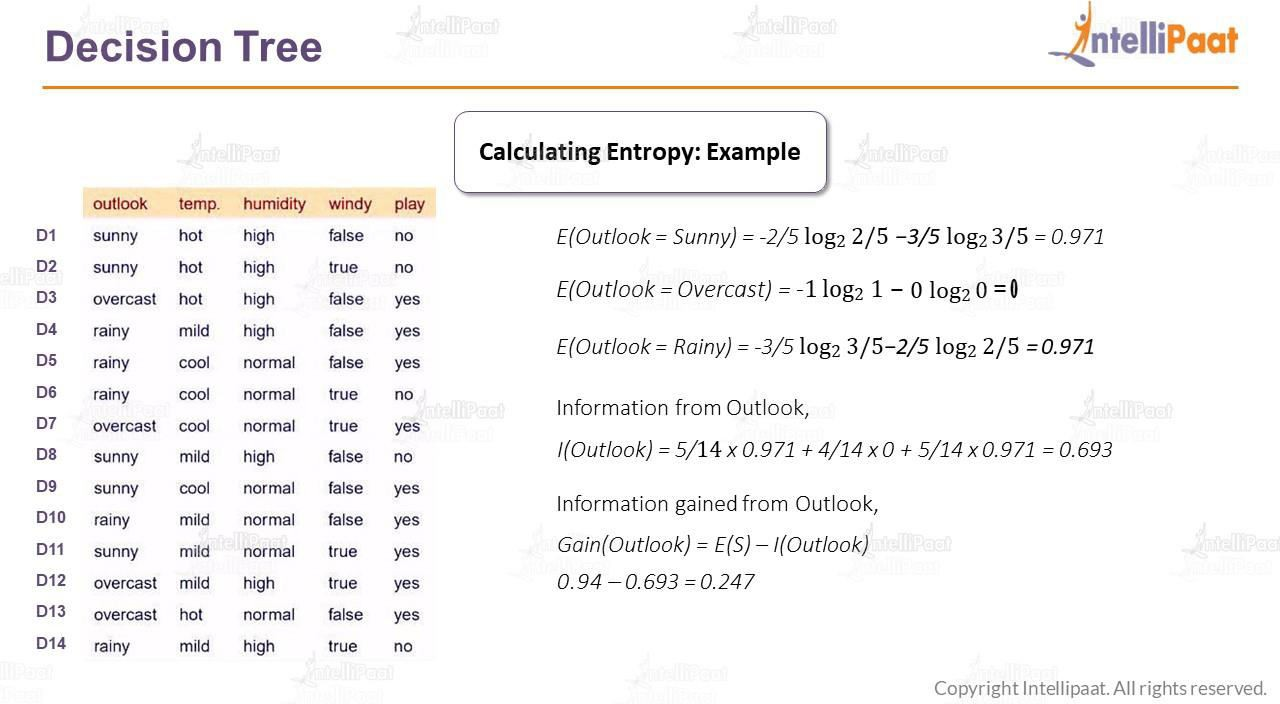 Decision Tree
IntelliPaat
Calculating Entropy: Example
outlook temp. humidity windy play
D1 sunny hot high false no
D2 sunny hot high true no
D3 overcast hot high false yes
D4 rainy mild high false yes
D5 rainy cool normal false yes
D6 rainy cool normal true no
D7 overcast cool normal true yes
D8 sunny mild high false no
D9 sunny cool normal false yes
D10 rainy mild normal false yes
D11 sunny mild normal true yes
D12 overcast mild high true yes
D13 overcast hot normal false yes
D14 rainy mild high true no
E(Outlook = Sunny) = -2/5 log₂ 2/5 −3/5 log₂ 3/5 = 0.971
E(Outlook = Overcast) = -1 log₂ 1 − 0 log₂ 0 = 0
E(Outlook = Rainy) = -3/5 log₂ 3/5−2/5 log₂ 2/5 = 0.971
Information from Outlook,
I(Outlook) = 5/14 x 0.971 + 4/14 x 0 + 5/14 x 0.971 = 0.693
Information gained from Outlook,
Gain(Outlook) = E(S) – I(Outlook)
0.94 – 0.693 = 0.247
Copyright Intellipaat. All rights reserved.